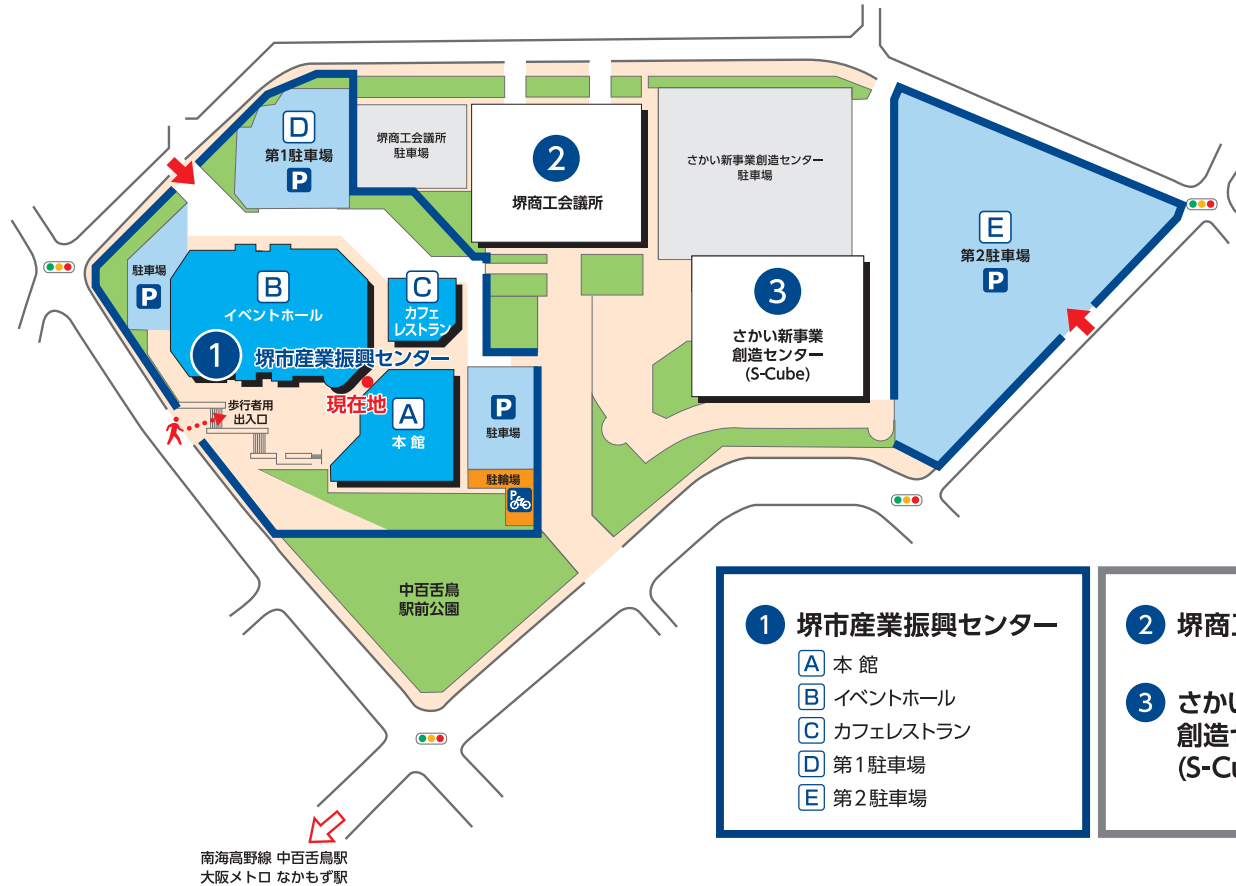 D
第1駐車場
P
堺商工会議所
駐車場
2
堺商工会議所
さかい新事業創造センター
駐車場
E
第2駐車場
P
駐車場
P
B
イベントホール
C
カフェ
レストラン
3
さかい新事業
創造センター
(S-Cube)
1
堺市産業振興センター
現在地
歩行者用
出入口
A
本 館
P
駐車場
駐輪場
P
中百舌鳥
駅前公園
1 堺市産業振興センター
A 本 館
B イベントホール
C カフェレストラン
D 第1駐車場
E 第2駐車場
2 堺商
3 さかい
創造
(S-Cu
南海高野線 中百舌鳥駅
大阪メトロ なかもず駅